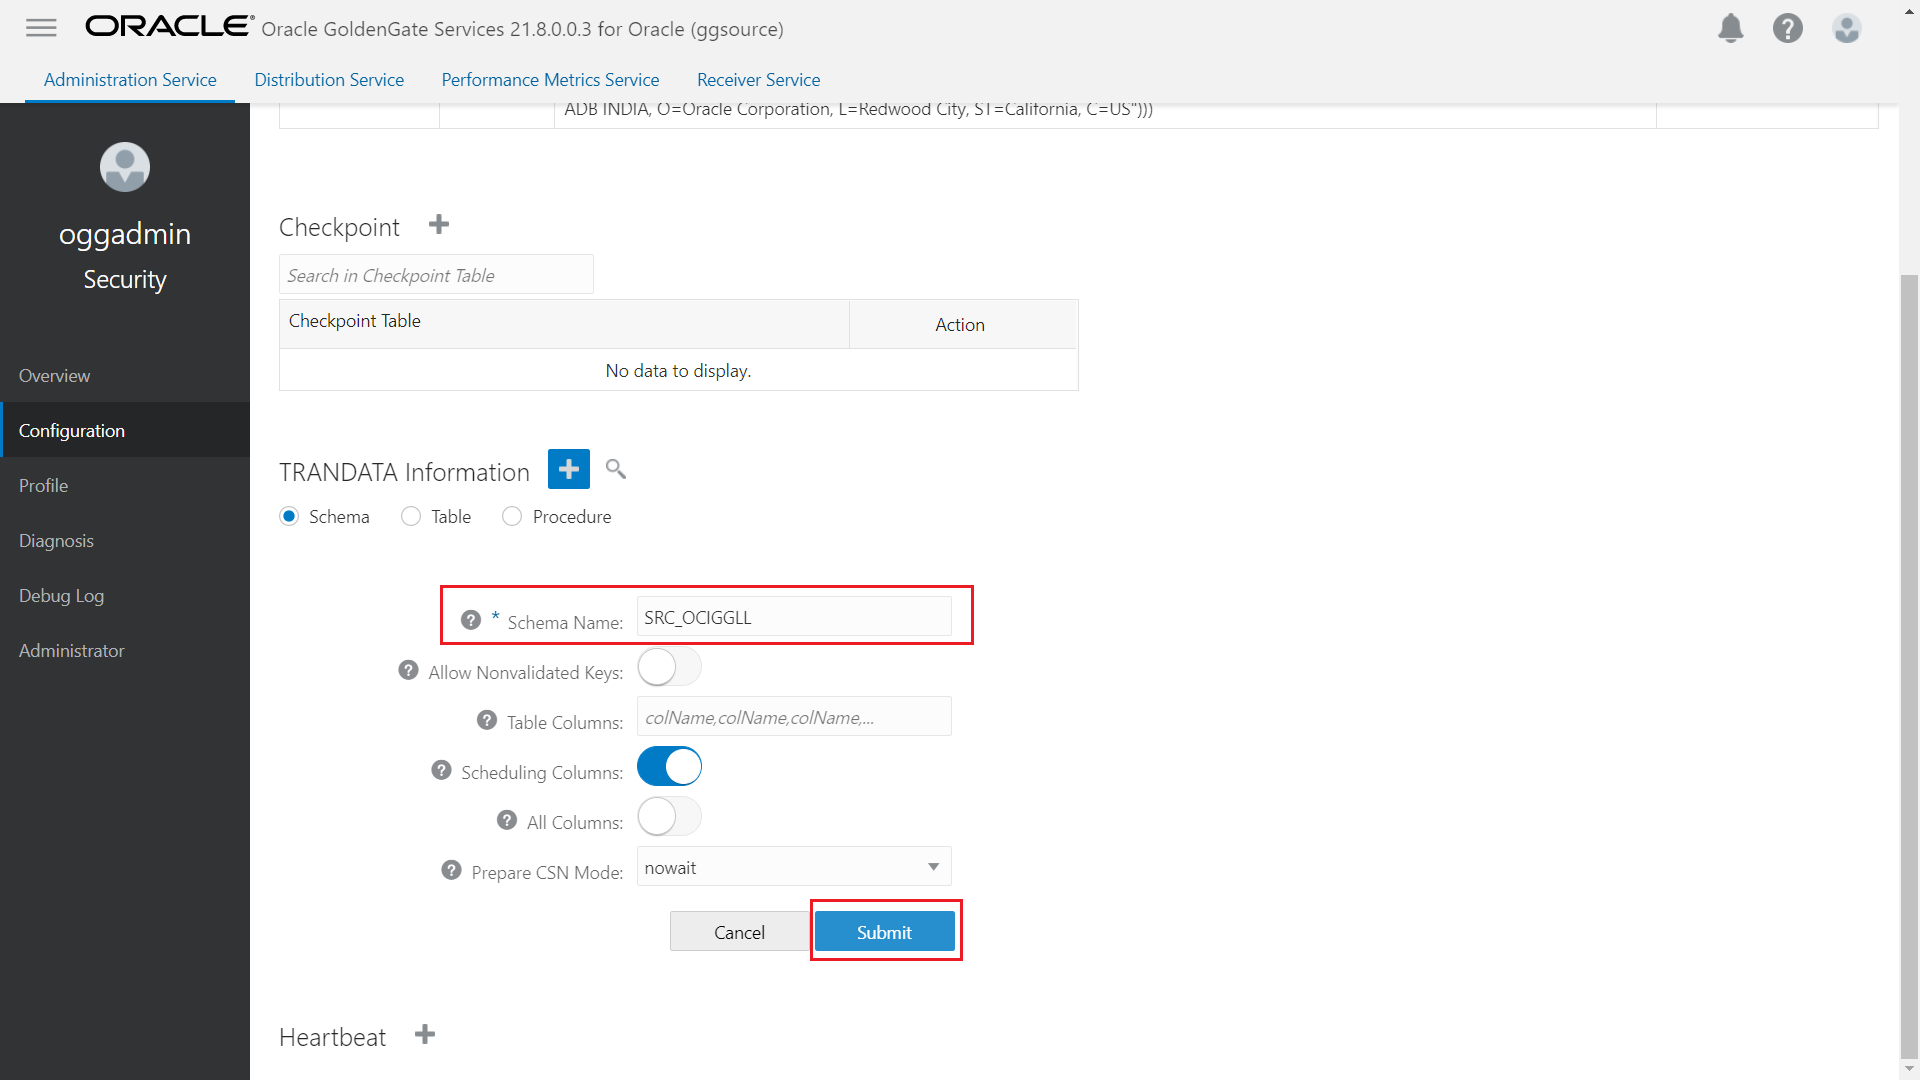 ORACLE® Oracle GoldenGate Services 21.8.0.0.3 for Oracle (ggsource)
Administration Service Distribution Service Performance Metrics Service Receiver Service
ADB INDIA, O=Oracle Corporation, L=Redwood City, ST=California, C=US")))
oggadmin
Security
Overview
Configuration
Profile
Diagnosis
Debug Log
Administrator
Checkpoint
Search in Checkpoint Table
Checkpoint Table Action
No data to display.
TRANDATA Information
Schema Table Procedure
* Schema Name: SRC_OCIGGLL
Allow Nonvalidated Keys:
Table Columns: colName,colName,colName,...
Scheduling Columns:
All Columns:
Prepare CSN Mode: nowait
Cancel Submit
Heartbeat